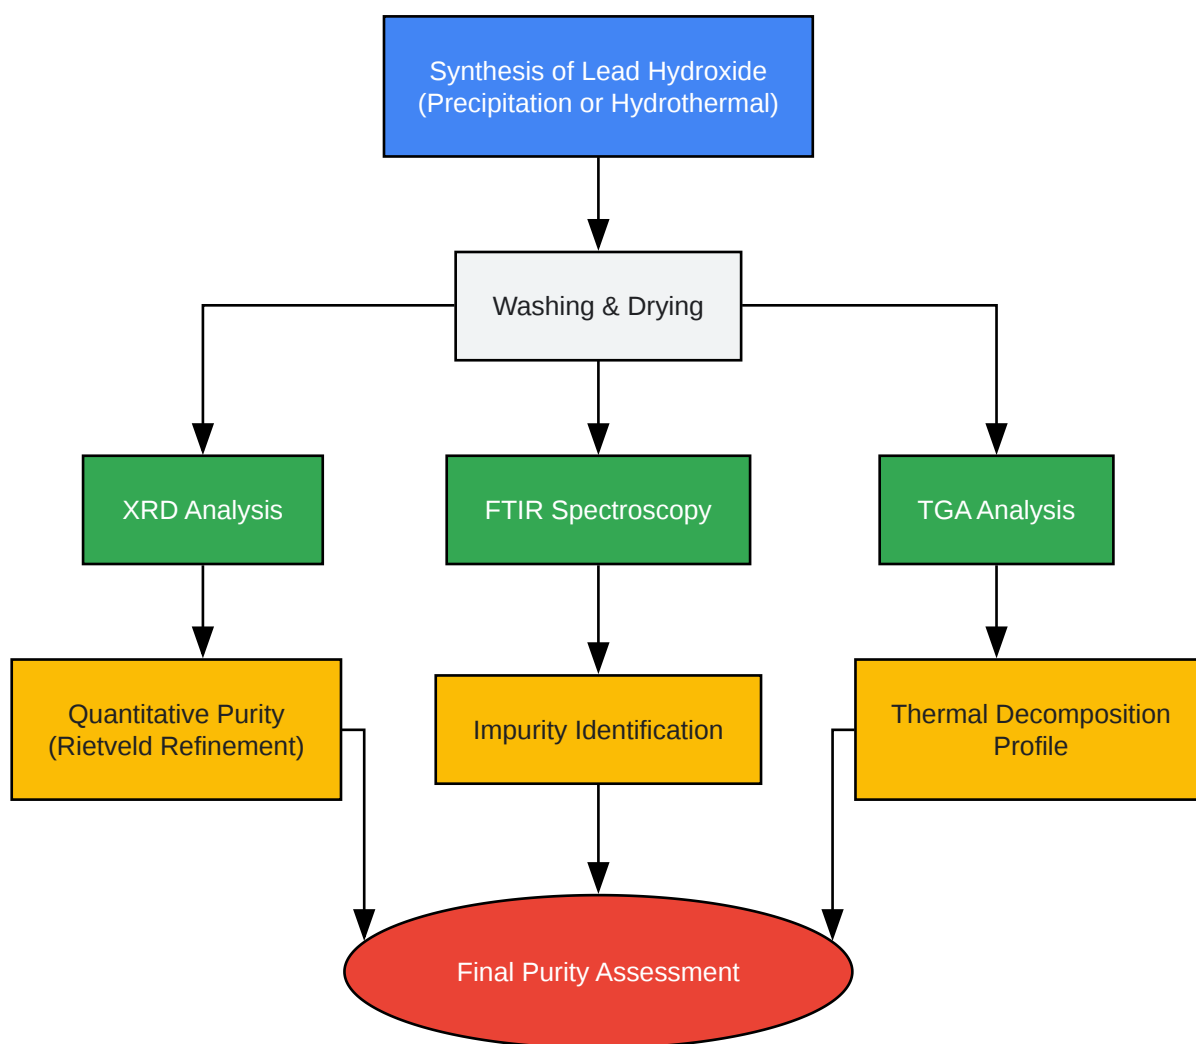 Synthesis of Lead Hydroxide
(Precipitation or Hydrothermal)
Washing & Drying
XRD Analysis
FTIR Spectroscopy
TGA Analysis
Quantitative Purity
(Rietveld Refinement)
Impurity Identification
Thermal Decomposition
Profile
Final Purity Assessment